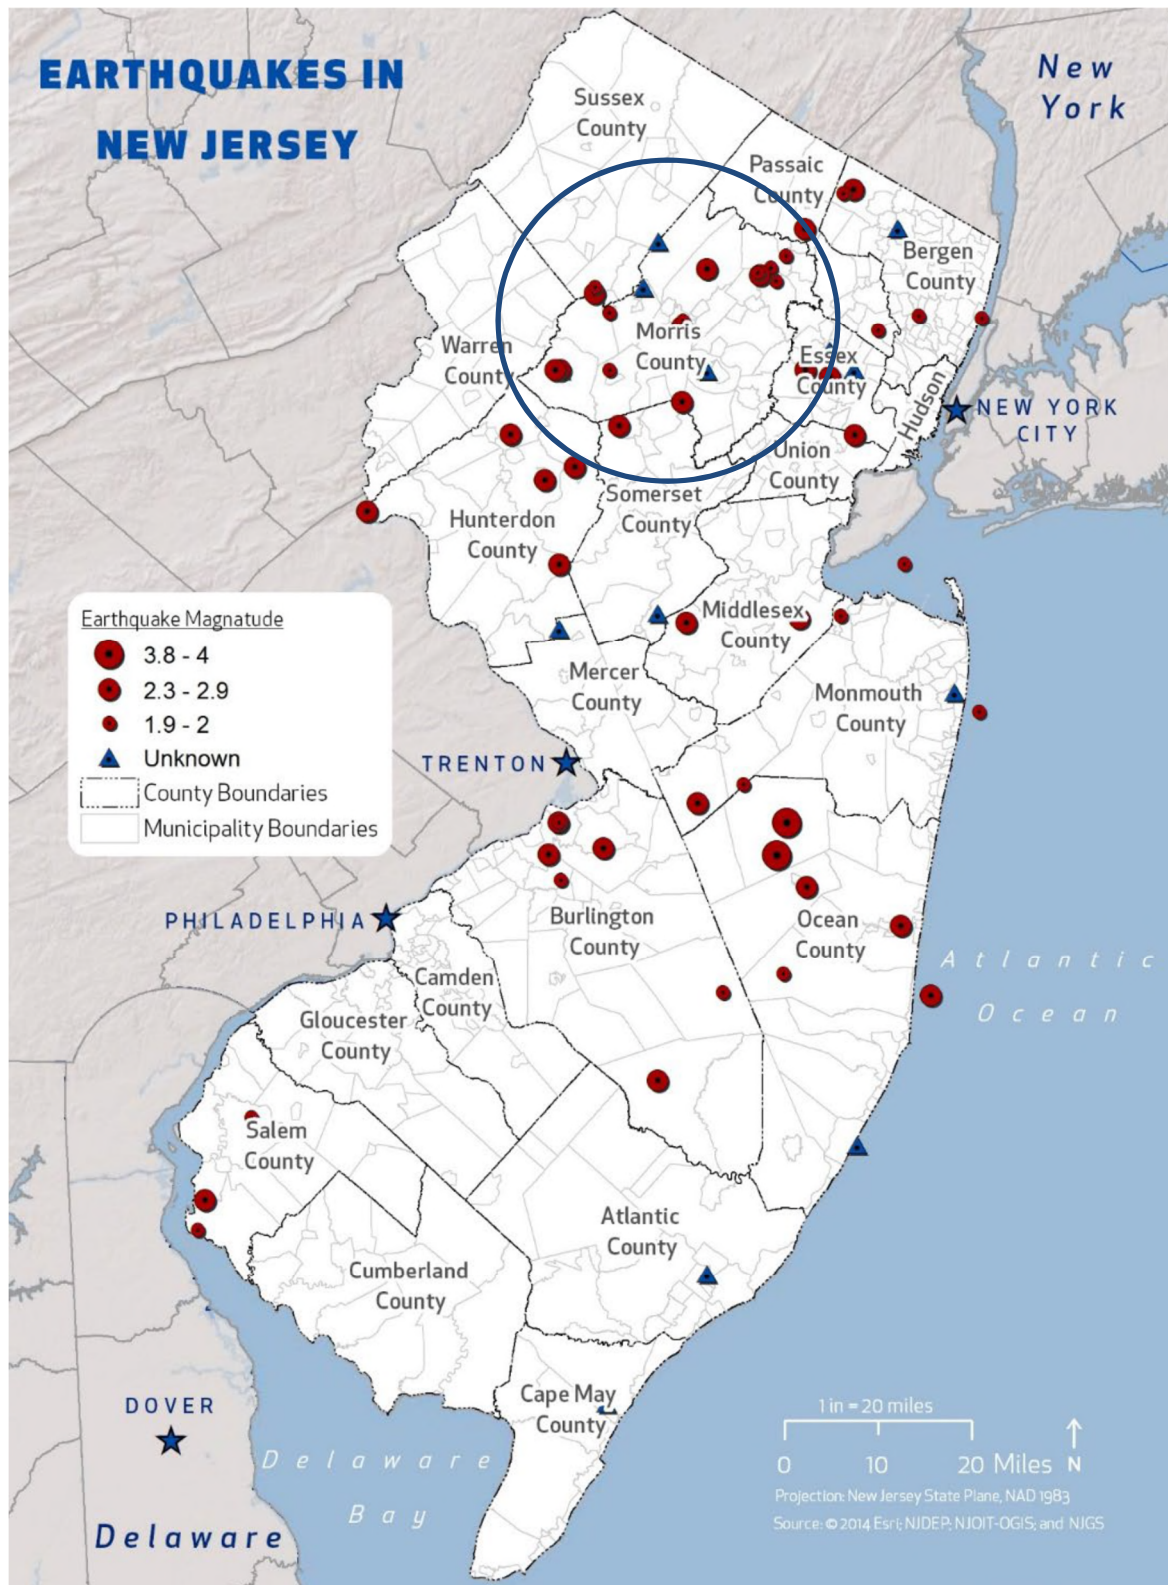 EARTHQUAKES IN
NEW JERSEY
New
York
Sussex
County
Passaic
County
Bergen
County
Morris
County
Warren
County
Essex
County
Hudson
NEW YORK
CITY
Union
County
Somerset
County
Hunterdon
County
Middlesex
County
Mercer
County
Monmouth
County
Earthquake Magnatude
3.8 - 4
2.3 - 2.9
1.9 - 2
Unknown
County Boundaries
Municipality Boundaries
TRENTON
PHILADELPHIA
Burlington
County
Ocean
County
Camden
County
Gloucester
County
Atlantic
Ocean
Salem
County
Atlantic
County
Cumberland
County
Cape May
County
DOVER
Delaware
Delaware
Bay
1 in = 20 miles
0 10 20 Miles N
Projection: New Jersey State Plane, NAD 1983
Source: © 2014 Esri; NJDEP; NJOIT-OGIS; and NJGS